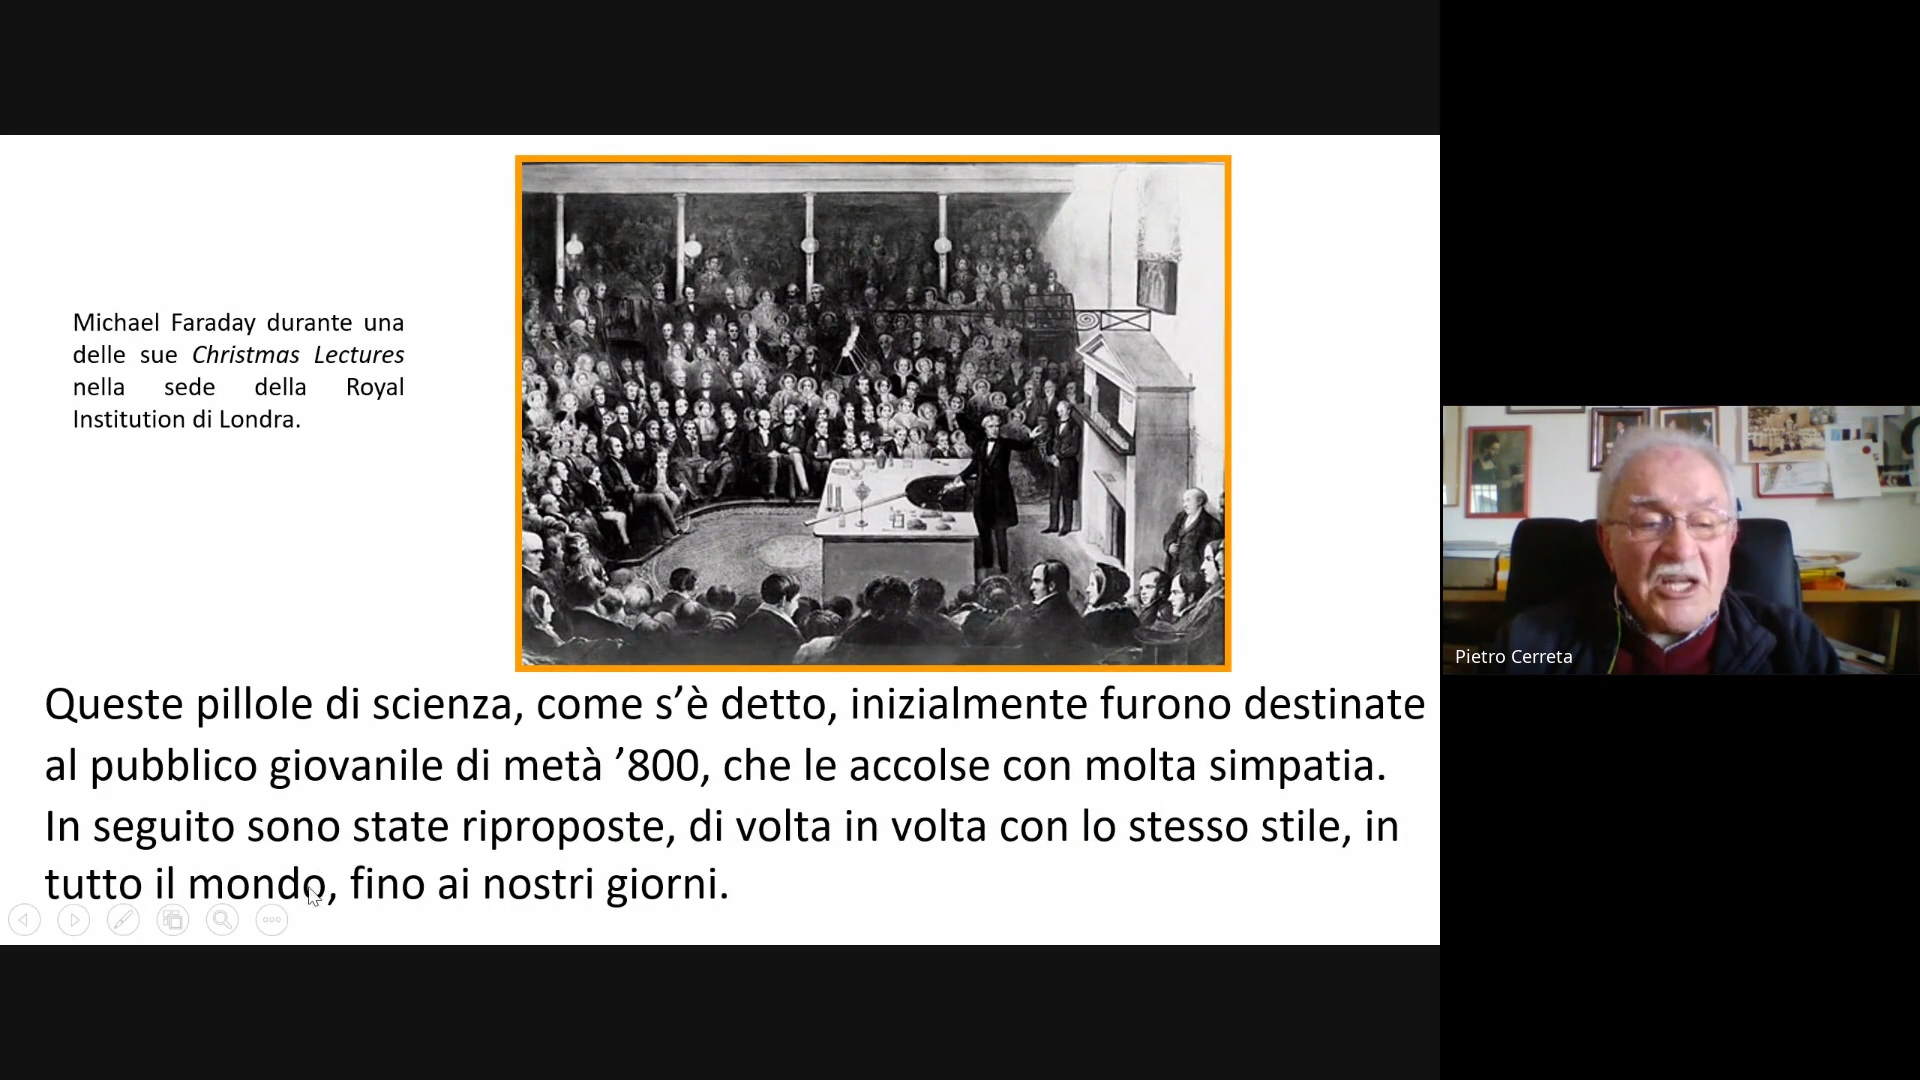 Michael Faraday durante una
delle sue Christmas Lectures
nella sede della Royal
Institution di Londra.
Queste pillole di scienza, come s’è detto, inizialmente furono destinate
al pubblico giovanile di metà ’800, che le accolse con molta simpatia.
In seguito sono state riproposte, di volta in volta con lo stesso stile, in
tutto il mondo, fino ai nostri giorni.
Pietro Cerreta